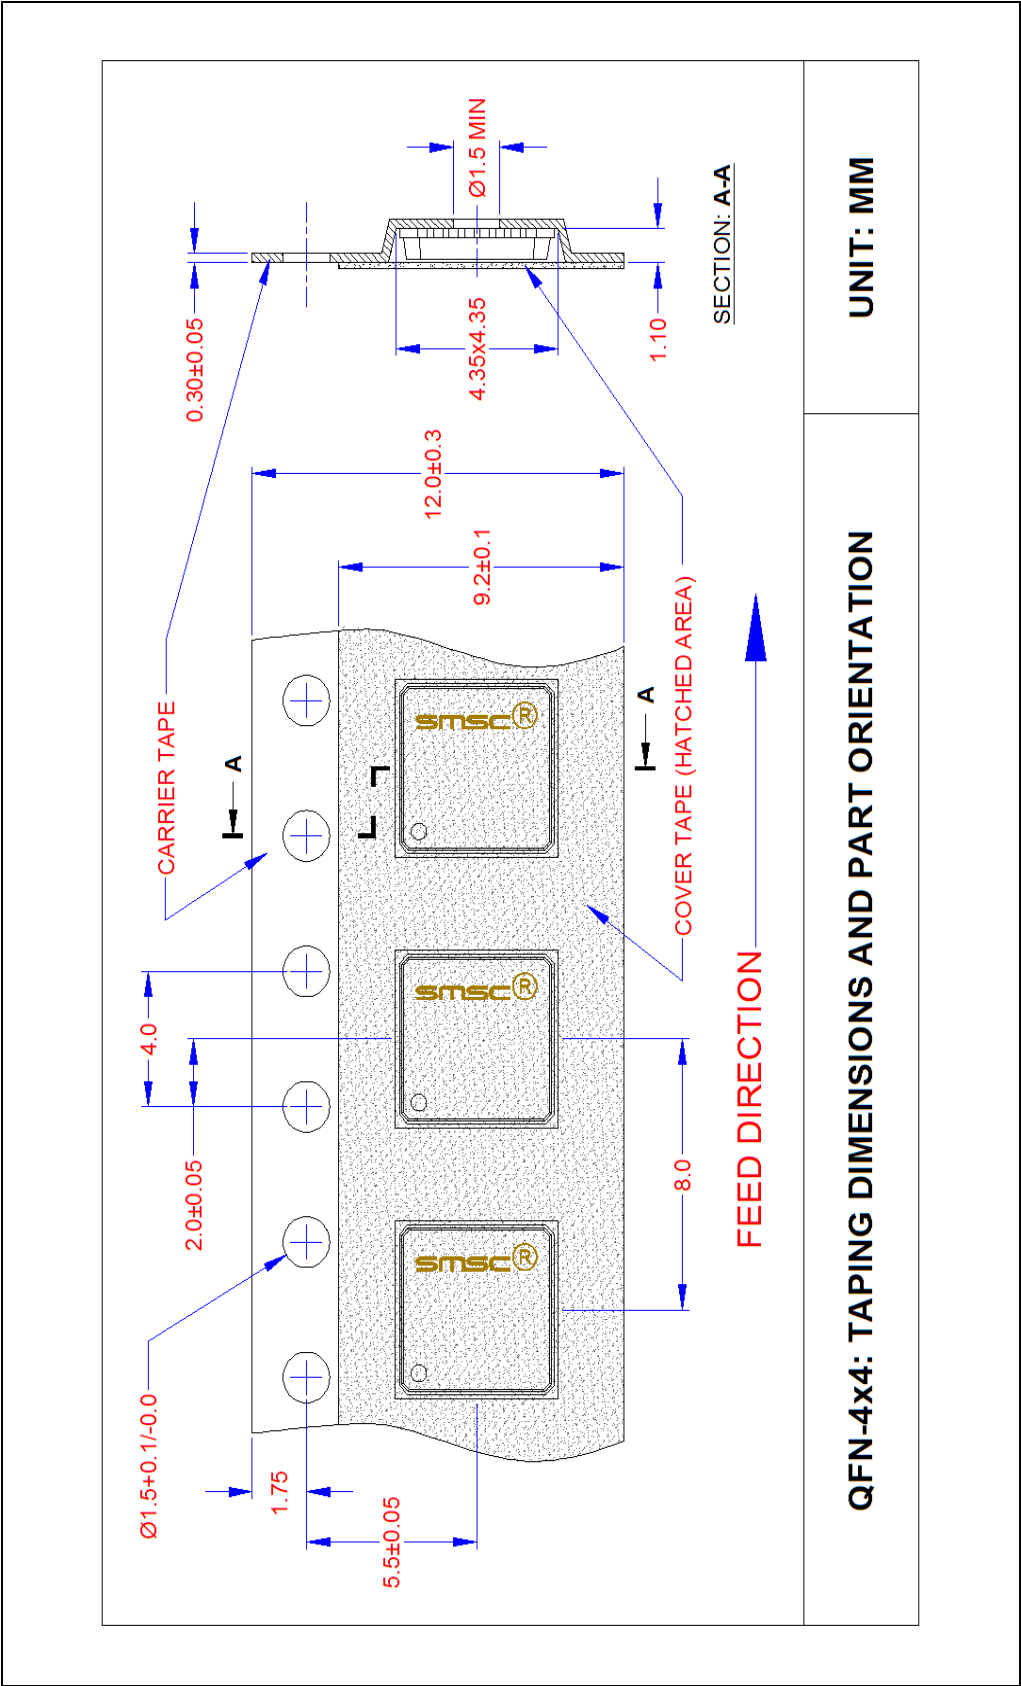 Ø1.5+0.1/-0.0
2.0±0.05
4.0
CARRIER TAPE
0.30±0.05
1.75
5.5±0.05
A
A
12.0±0.3
9.2±0.1
4.35x4.35
Ø1.5 MIN
1.10
SECTION: A-A
smsc®
smsc®
smsc®
8.0
COVER TAPE (HATCHED AREA)
FEED DIRECTION
QFN-4x4: TAPING DIMENSIONS AND PART ORIENTATION
UNIT: MM